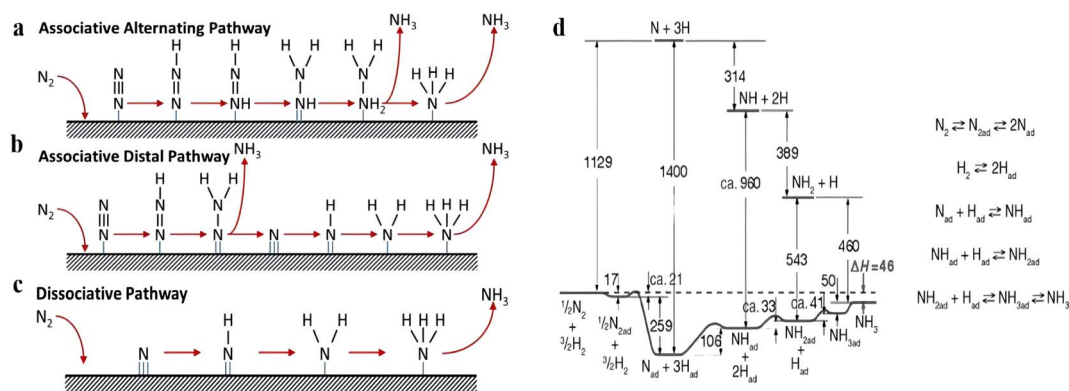 a Associative Alternating Pathway
N₂
N N
H N N
H N NH
H H N NH
H H N NH₂
NH₃
H H H N
NH₃
b Associative Distal Pathway
N₂
N N
H N N
H H N N
NH₃
N
H N
H H N
H H H N
NH₃
c Dissociative Pathway
N₂
N
H N
H H N
H H H N
NH₃
d
N + 3H
314
NH + 2H
389
NH₂ + H
1129
1400
ca. 960
543
460
ΔH = 46
17
ca. 21
259
106
ca. 33
ca. 41
50
½N₂ + ³⁄₂H₂
½N₂ad + ³⁄₂H₂
Nad + 3Had
NHad + 2Had
NH₂ad + Had
NH₃ad
NH₃
N₂ ⇄ N₂ad ⇄ 2Nad
H₂ ⇄ 2Had
Nad + Had ⇄ NHad
NHad + Had ⇄ NH₂ad
NH₂ad + Had ⇄ NH₃ad ⇄ NH₃